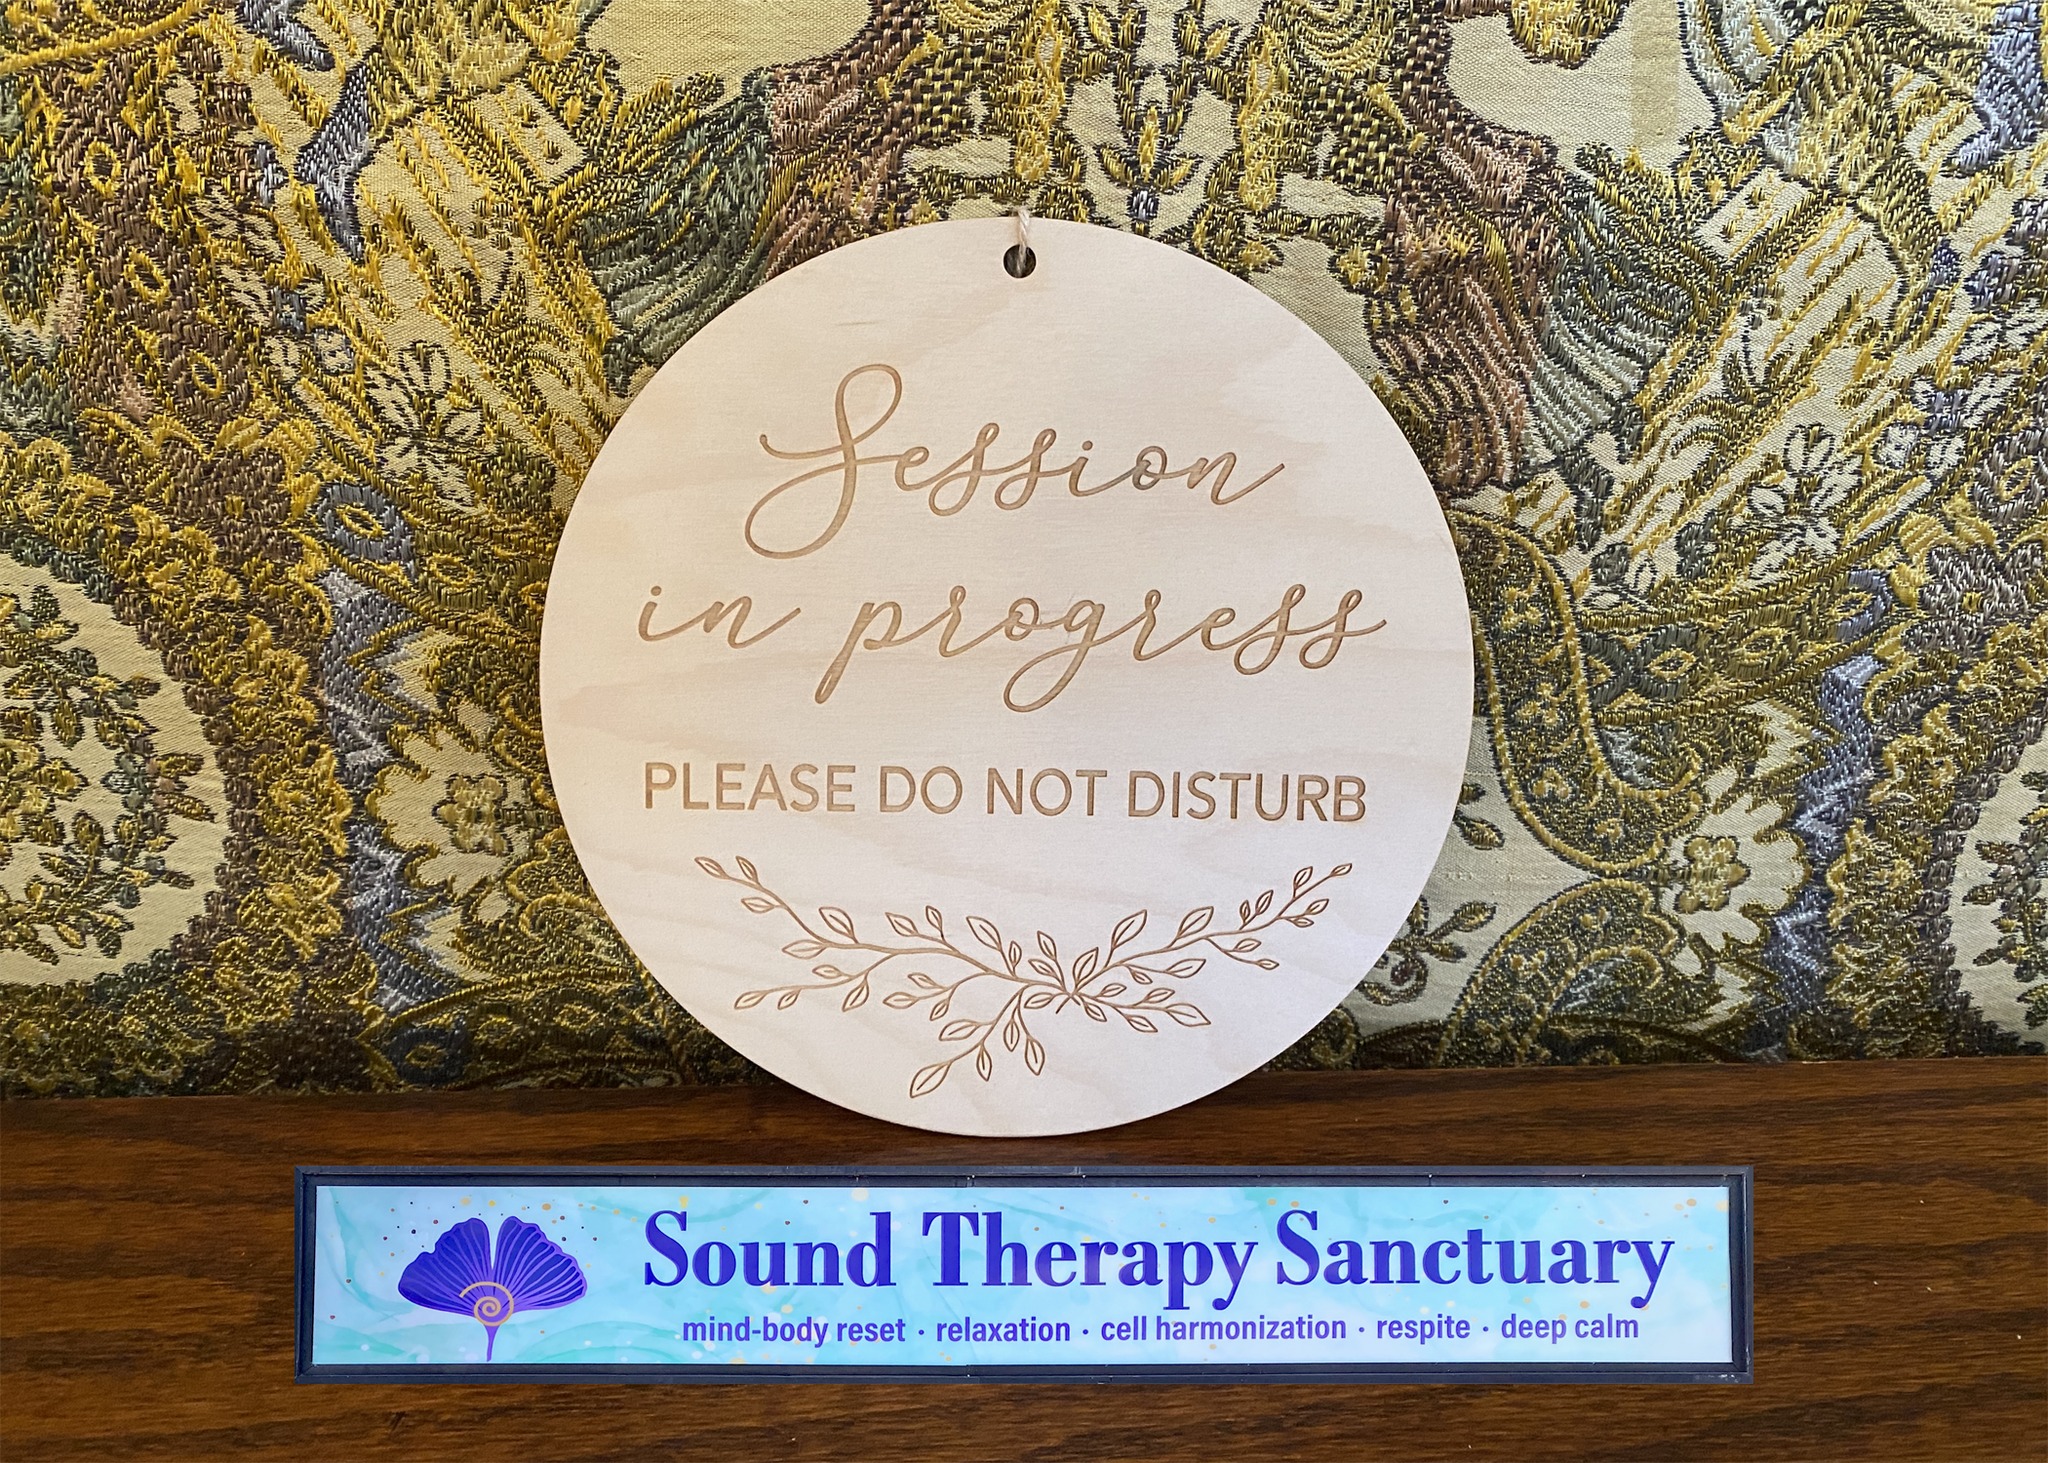 Session
in progress
PLEASE DO NOT DISTURB
Sound Therapy Sanctuary
mind-body reset · relaxation · cell harmonization · respite · deep calm